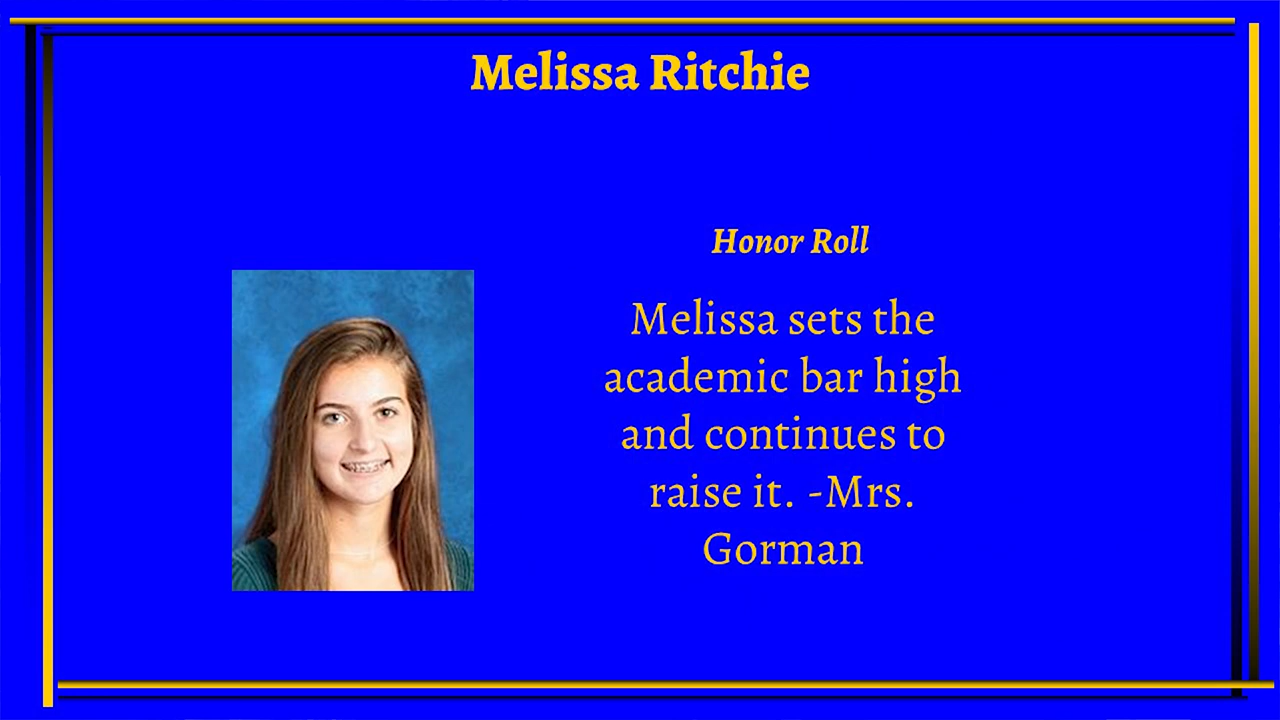 Melissa Ritchie
Honor Roll
Melissa sets the
academic bar high
and continues to
raise it. -Mrs.
Gorman